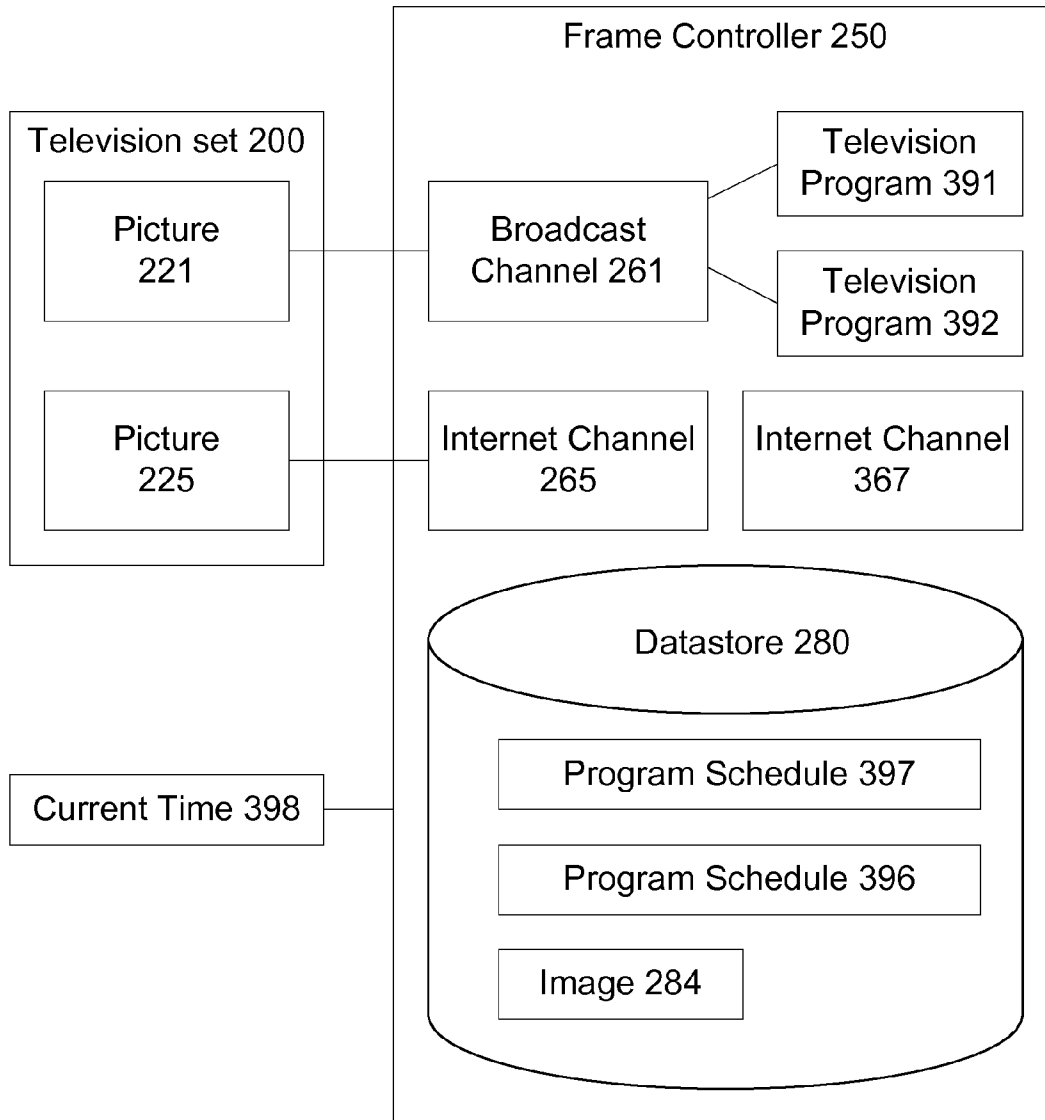 Frame Controller 250
Television set 200
Picture
221
Broadcast
Channel 261
Television
Program 391
Television
Program 392
Picture
225
Internet Channel
265
Internet Channel
367
Datastore 280
Program Schedule 397
Current Time 398
Program Schedule 396
Image 284